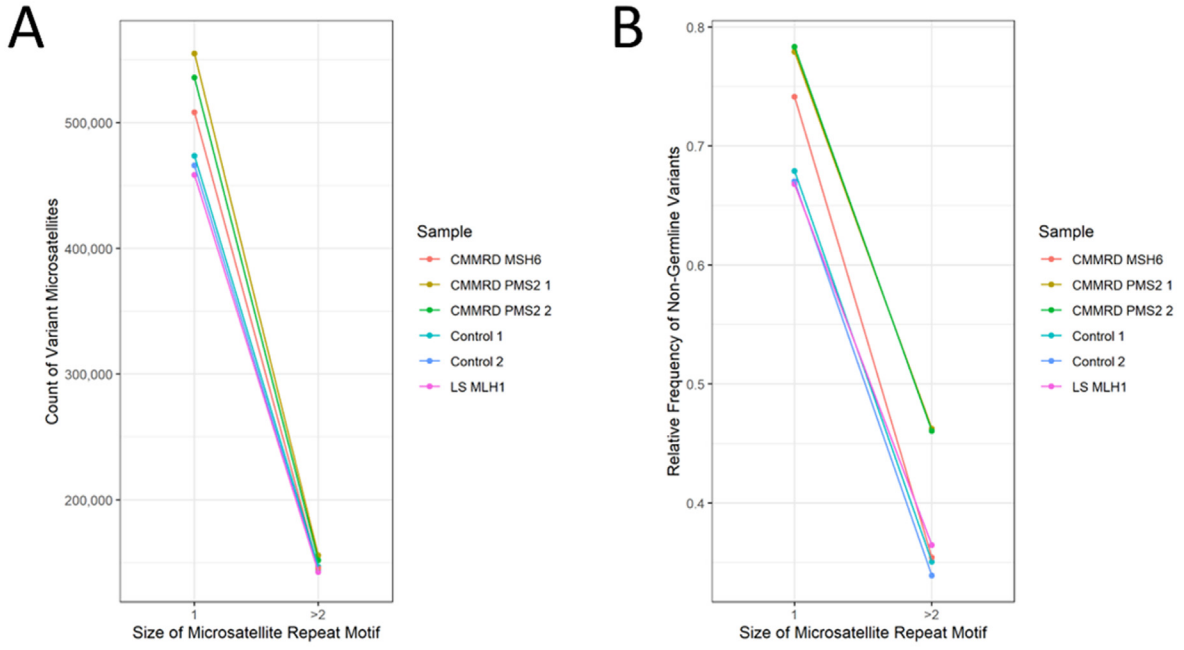 A
Count of Variant Microsatellites
500,000
400,000
300,000
200,000
1
>2
Size of Microsatellite Repeat Motif
Sample
CMMRD MSH6
CMMRD PMS2 1
CMMRD PMS2 2
Control 1
Control 2
LS MLH1
B
Relative Frequency of Non-Germline Variants
0.8
0.7
0.6
0.5
0.4
1
>2
Size of Microsatellite Repeat Motif
Sample
CMMRD MSH6
CMMRD PMS2 1
CMMRD PMS2 2
Control 1
Control 2
LS MLH1